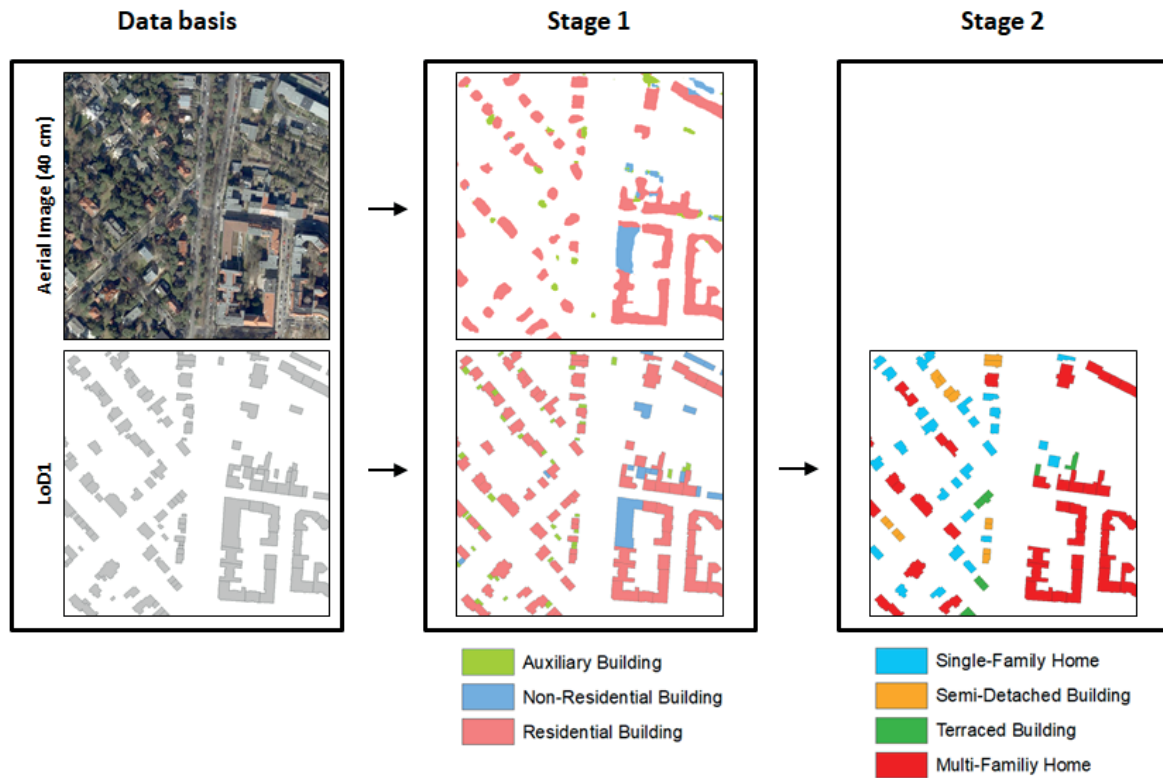 Data basis
Stage 1
Stage 2
Aerial Image (40 cm)
LoD1
Auxiliary Building
Non-Residential Building
Residential Building
Single-Family Home
Semi-Detached Building
Terraced Building
Multi-Familiy Home